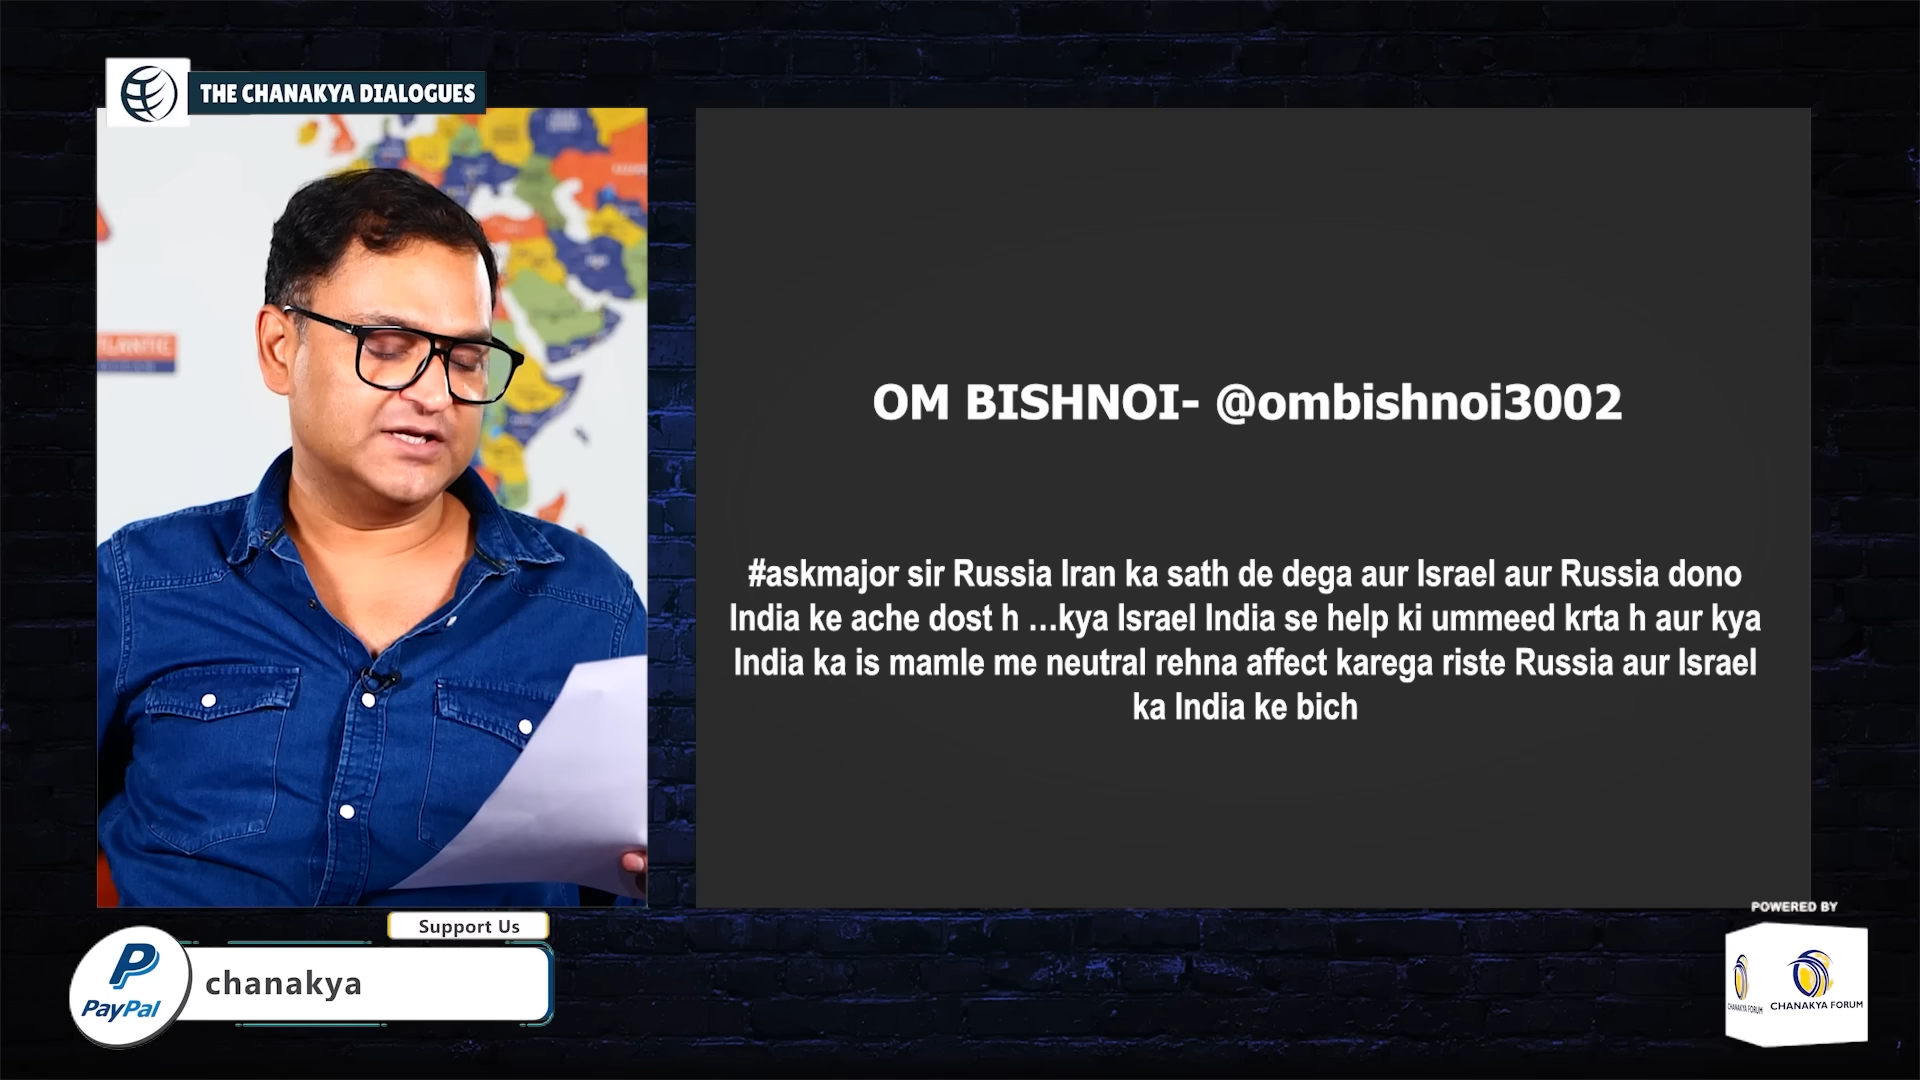 THE CHANAKYA DIALOGUES
OM BISHNOI- @ombishnoi3002
#askmajor sir Russia Iran ka sath de dega aur Israel aur Russia dono
India ke ache dost h ...kya Israel India se help ki ummeed krta h aur kya
India ka is mamle me neutral rehna affect karega riste Russia aur Israel
ka India ke bich
Support Us
PayPal
chanakya
POWERED BY
CHANAKYA FORUM
CHANAKYA FORUM